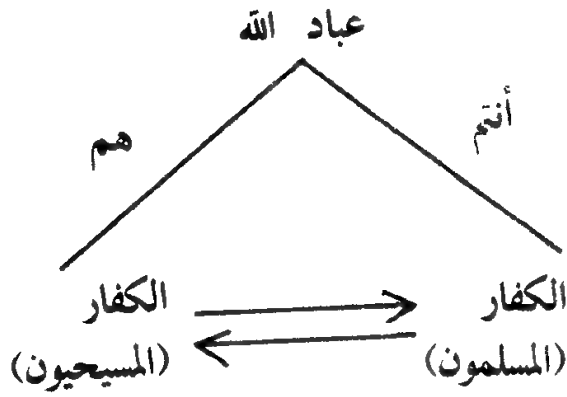 عباد الله
أنتم
هم
الكفار
(المسلمون)
الكفار
(المسيحيون)